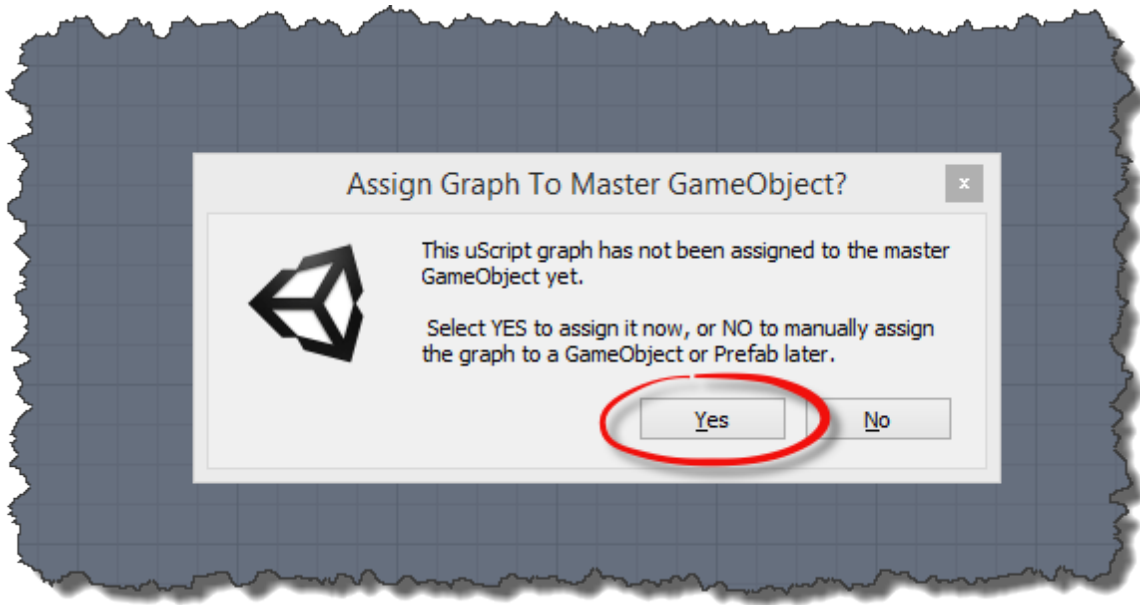 Assign Graph To Master GameObject?
x
This uScript graph has not been assigned to the master
GameObject yet.
Select YES to assign it now, or NO to manually assign
the graph to a GameObject or Prefab later.
Yes No